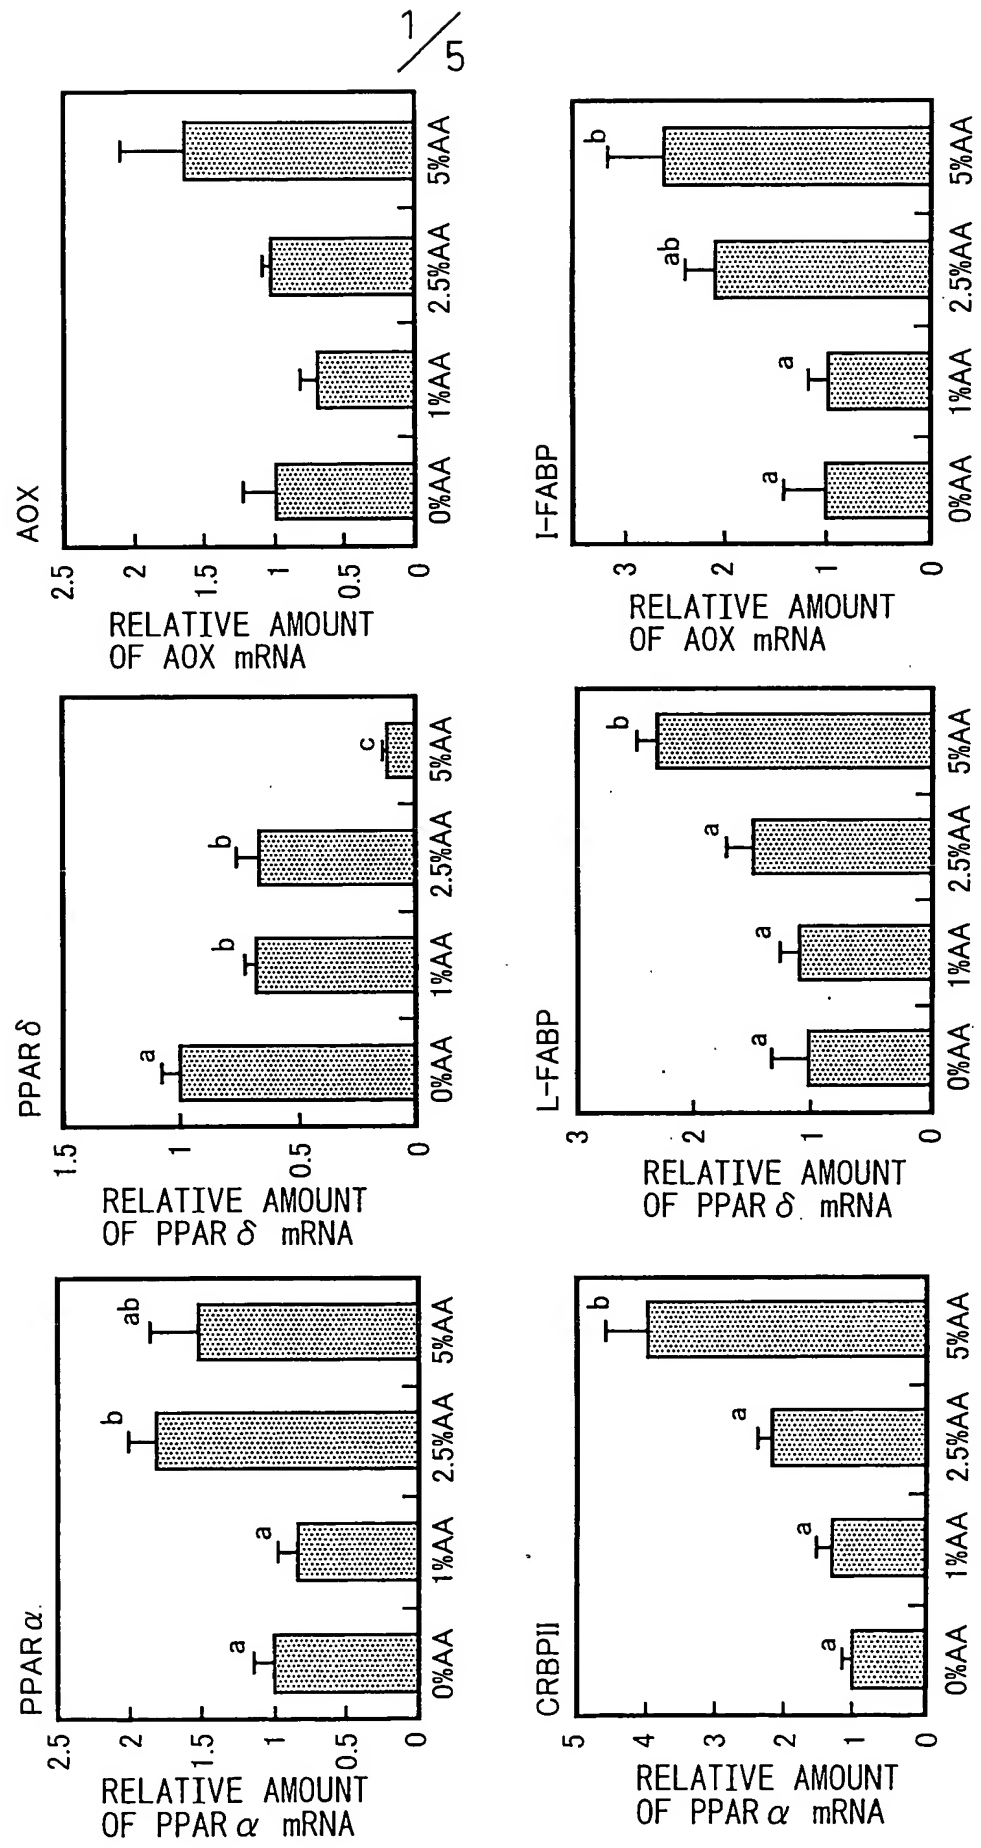 1/5
PPARα
RELATIVE AMOUNT
OF PPARα mRNA
2.5
2
1.5
1
0.5
0
a
a
b
ab
0%AA
1%AA
2.5%AA
5%AA
PPARδ
RELATIVE AMOUNT
OF PPARδ mRNA
1.5
1
0.5
0
a
b
b
c
0%AA
1%AA
2.5%AA
5%AA
AOX
RELATIVE AMOUNT
OF AOX mRNA
2.5
2
1.5
1
0.5
0
0%AA
1%AA
2.5%AA
5%AA
CRBPII
RELATIVE AMOUNT
OF PPARα mRNA
5
4
3
2
1
0
a
a
a
b
0%AA
1%AA
2.5%AA
5%AA
L-FABP
RELATIVE AMOUNT
OF PPARδ mRNA
3
2
1
0
a
a
a
b
0%AA
1%AA
2.5%AA
5%AA
I-FABP
RELATIVE AMOUNT
OF AOX mRNA
3
2
1
0
a
a
ab
b
0%AA
1%AA
2.5%AA
5%AA